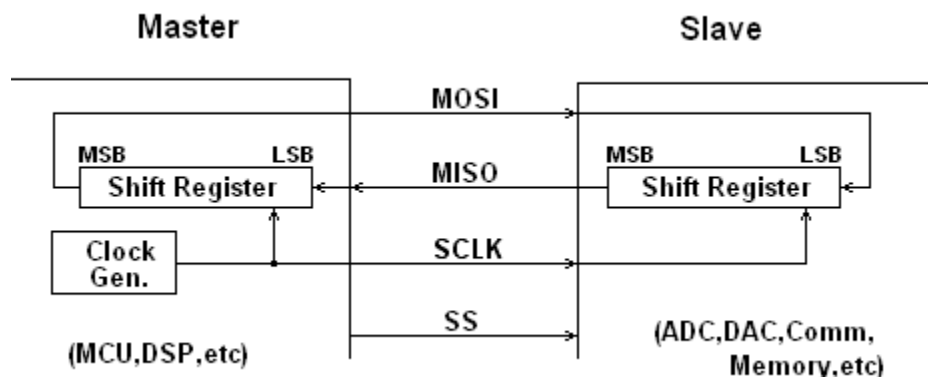 Master
Slave
MOSI
MSB LSB
MISO
MSB LSB
Shift Register
Shift Register
Clock
Gen.
SCLK
SS
(MCU,DSP,etc)
(ADC,DAC,Comm,
Memory,etc)